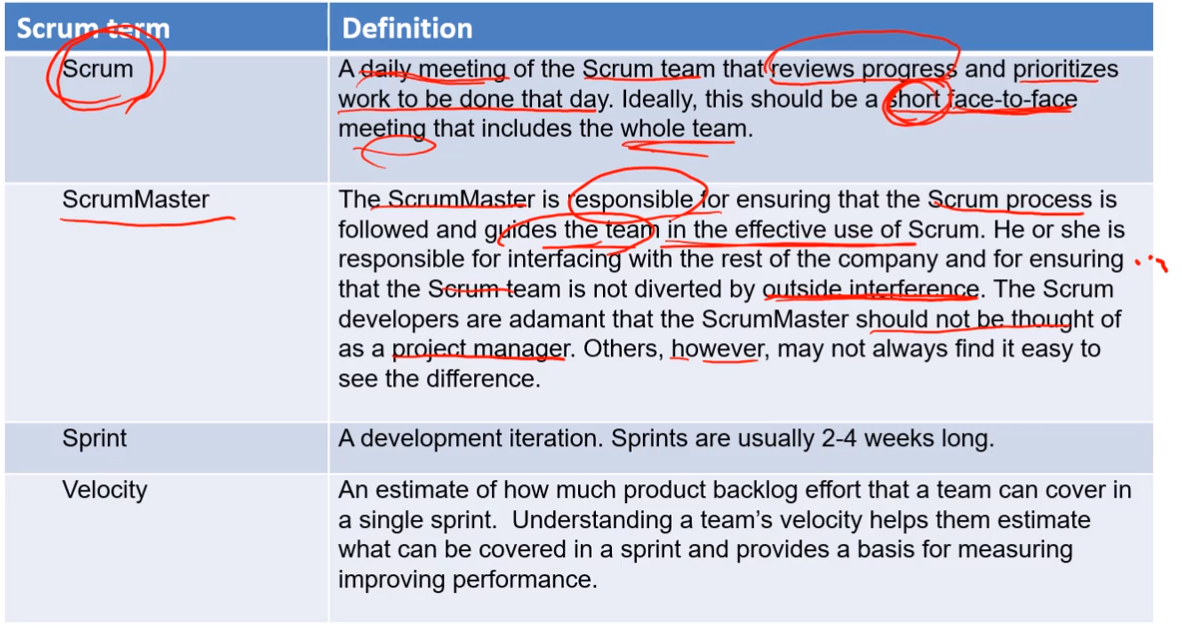 Scrum term
Definition
Scrum
A daily meeting of the Scrum team that reviews progress and prioritizes
work to be done that day. Ideally, this should be a short face-to-face
meeting that includes the whole team.
ScrumMaster
The ScrumMaster is responsible for ensuring that the Scrum process is
followed and guides the team in the effective use of Scrum. He or she is
responsible for interfacing with the rest of the company and for ensuring
that the Scrum team is not diverted by outside interference. The Scrum
developers are adamant that the ScrumMaster should not be thought of
as a project manager. Others, however, may not always find it easy to
see the difference.
Sprint
A development iteration. Sprints are usually 2-4 weeks long.
Velocity
An estimate of how much product backlog effort that a team can cover in
a single sprint.  Understanding a team’s velocity helps them estimate
what can be covered in a sprint and provides a basis for measuring
improving performance.